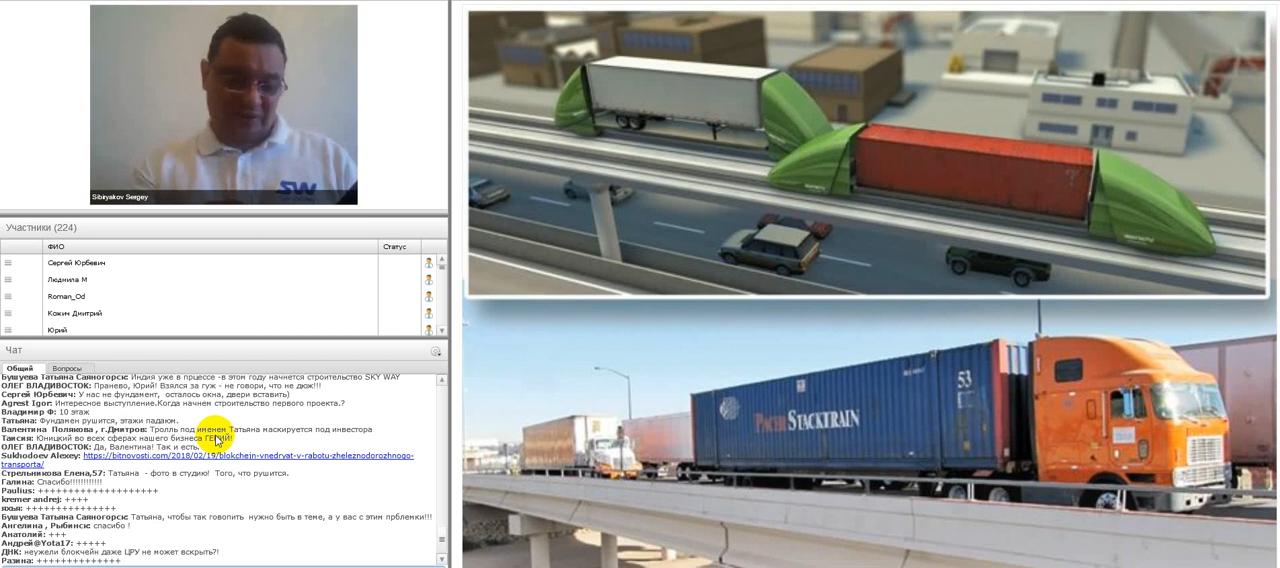 Sibiryakov Sergey
SW
Участники (224)
ФИО Статус
Сергей Юрбевич
Людмила М
Roman_Od
Кожич Дмитрий
Юрий
Чат
Общий Вопросы
Бушуева Татьяна Саяногорск: Индия уже в прцессе -в этом году начнется строительство SKY WAY
ОЛЕГ ВЛАДИВОСТОК: Пранево, Юрий! Взялся за гуж - не говори, что не дюж!!!
Сергей Юрбевич: У нас не фундамент, осталось окна, двери вставить)
Agrest Igor: Интересное выступление.Когда начнем строительство первого проекта.?
Владимир Ф: 10 этаж
Татьяна: Фундамен рушится, этажи падаюм.
Валентина Полякова , г.Дмитров: Тролль под именем Татьяна маскируется под инвестора
Таисия: Юницкий во всех сферах нашего бизнеса ГЕНИЙ!
ОЛЕГ ВЛАДИВОСТОК: Да, Валентина! Так и есть
Sukhodoev Alexey: https://bitnovosti.com/2018/02/19/blokchein-vnedryat-v-rabotu-zheleznodorozhnogo-
transporta/
Стрельникова Елена,57: Татьяна - фото в студию! Того, что рушится.
Галина: Спасибо!!!!!!!!!!!!
Paulius: +++++++++++++++++++++
kremer andrej: ++++
яхья: +++++++++++++++
Бушуева Татьяна Саяногорск: Татьяна, чтобы так говопить нужно быть в теме, а у вас с этим прблемки!!!
Ангелина , Рыбинск: спасибо !
Анатолий: +++
Андрей@Yota17: +++++
ДНК: неужели блокчейн даже ЦРУ не может вскрыть?!
Разина: ++++++++++++++
53
PACER STACKTRAIN